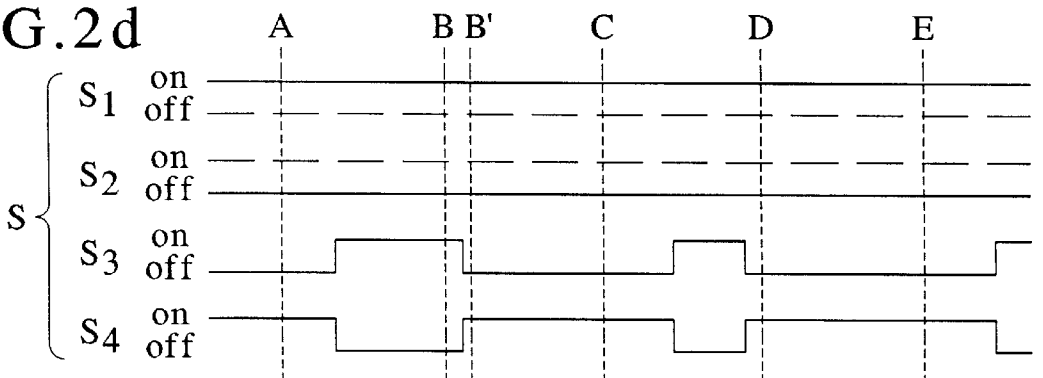 G.2d
A B B' C D E
S
S1 on
off
S2 on
off
S3 on
off
S4 on
off